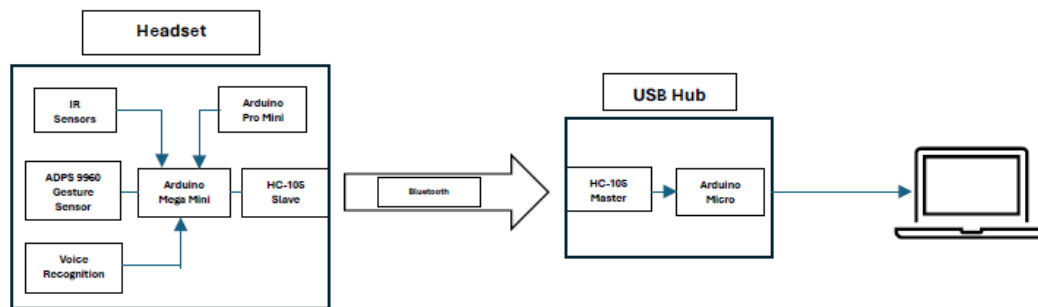 Headset
IR
Sensors
Arduino
Pro Mini
ADPS 9960
Gesture
Sensor
Arduino
Mega Mini
HC-105
Slave
Voice
Recognition
Bluetooth
USB Hub
HC-105
Master
Arduino
Micro